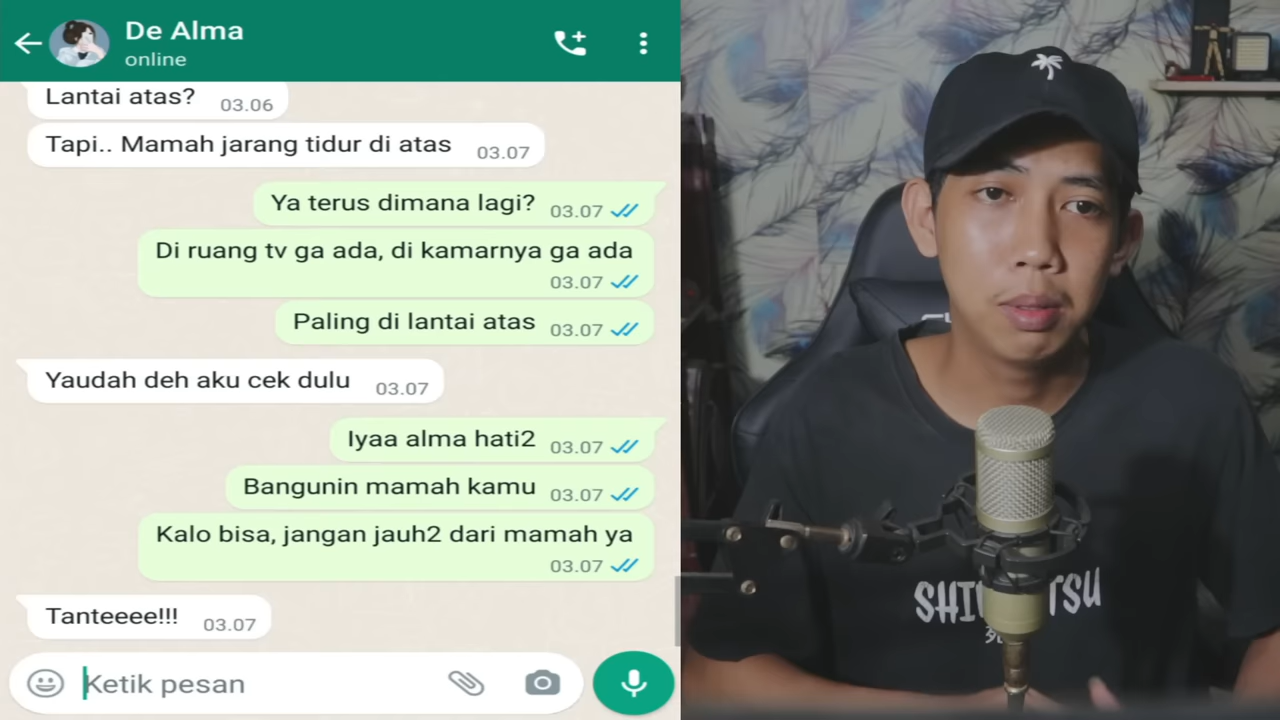 De Alma
online
Lantai atas? 03.06
Tapi.. Mamah jarang tidur di atas 03.07
Ya terus dimana lagi? 03.07
Di ruang tv ga ada, di kamarnya ga ada
03.07
Paling di lantai atas 03.07
Yaudah deh aku cek dulu 03.07
Iyaa alma hati2 03.07
Bangunin mamah kamu 03.07
Kalo bisa, jangan jauh2 dari mamah ya
03.07
Tanteeee!!! 03.07
Ketik pesan